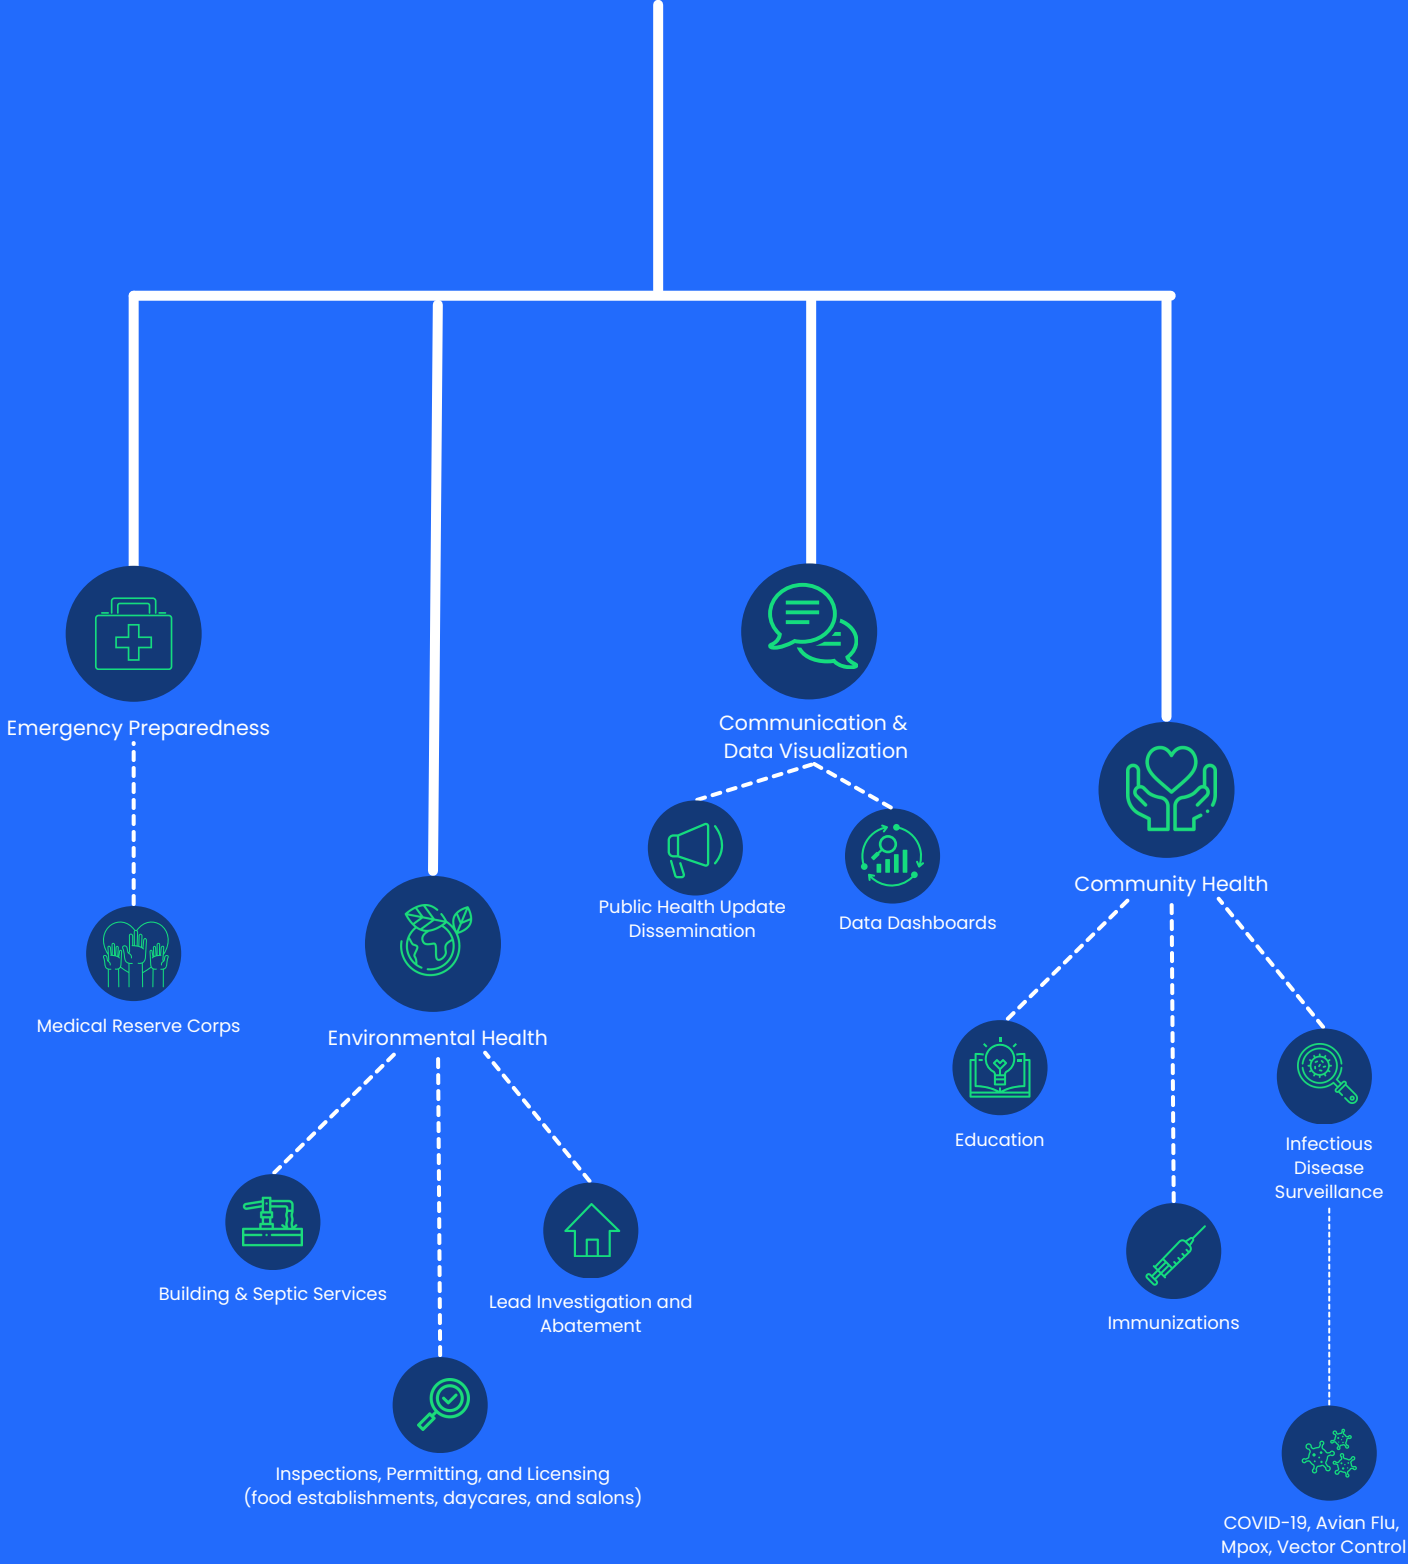 Emergency Preparedness
Medical Reserve Corps
Environmental Health
Building & Septic Services
Lead Investigation and
Abatement
Inspections, Permitting, and Licensing
(food establishments, daycares, and salons)
Communication &
Data Visualization
Public Health Update
Dissemination
Data Dashboards
Community Health
Education
Immunizations
Infectious
Disease
Surveillance
COVID-19, Avian Flu,
Mpox, Vector Control